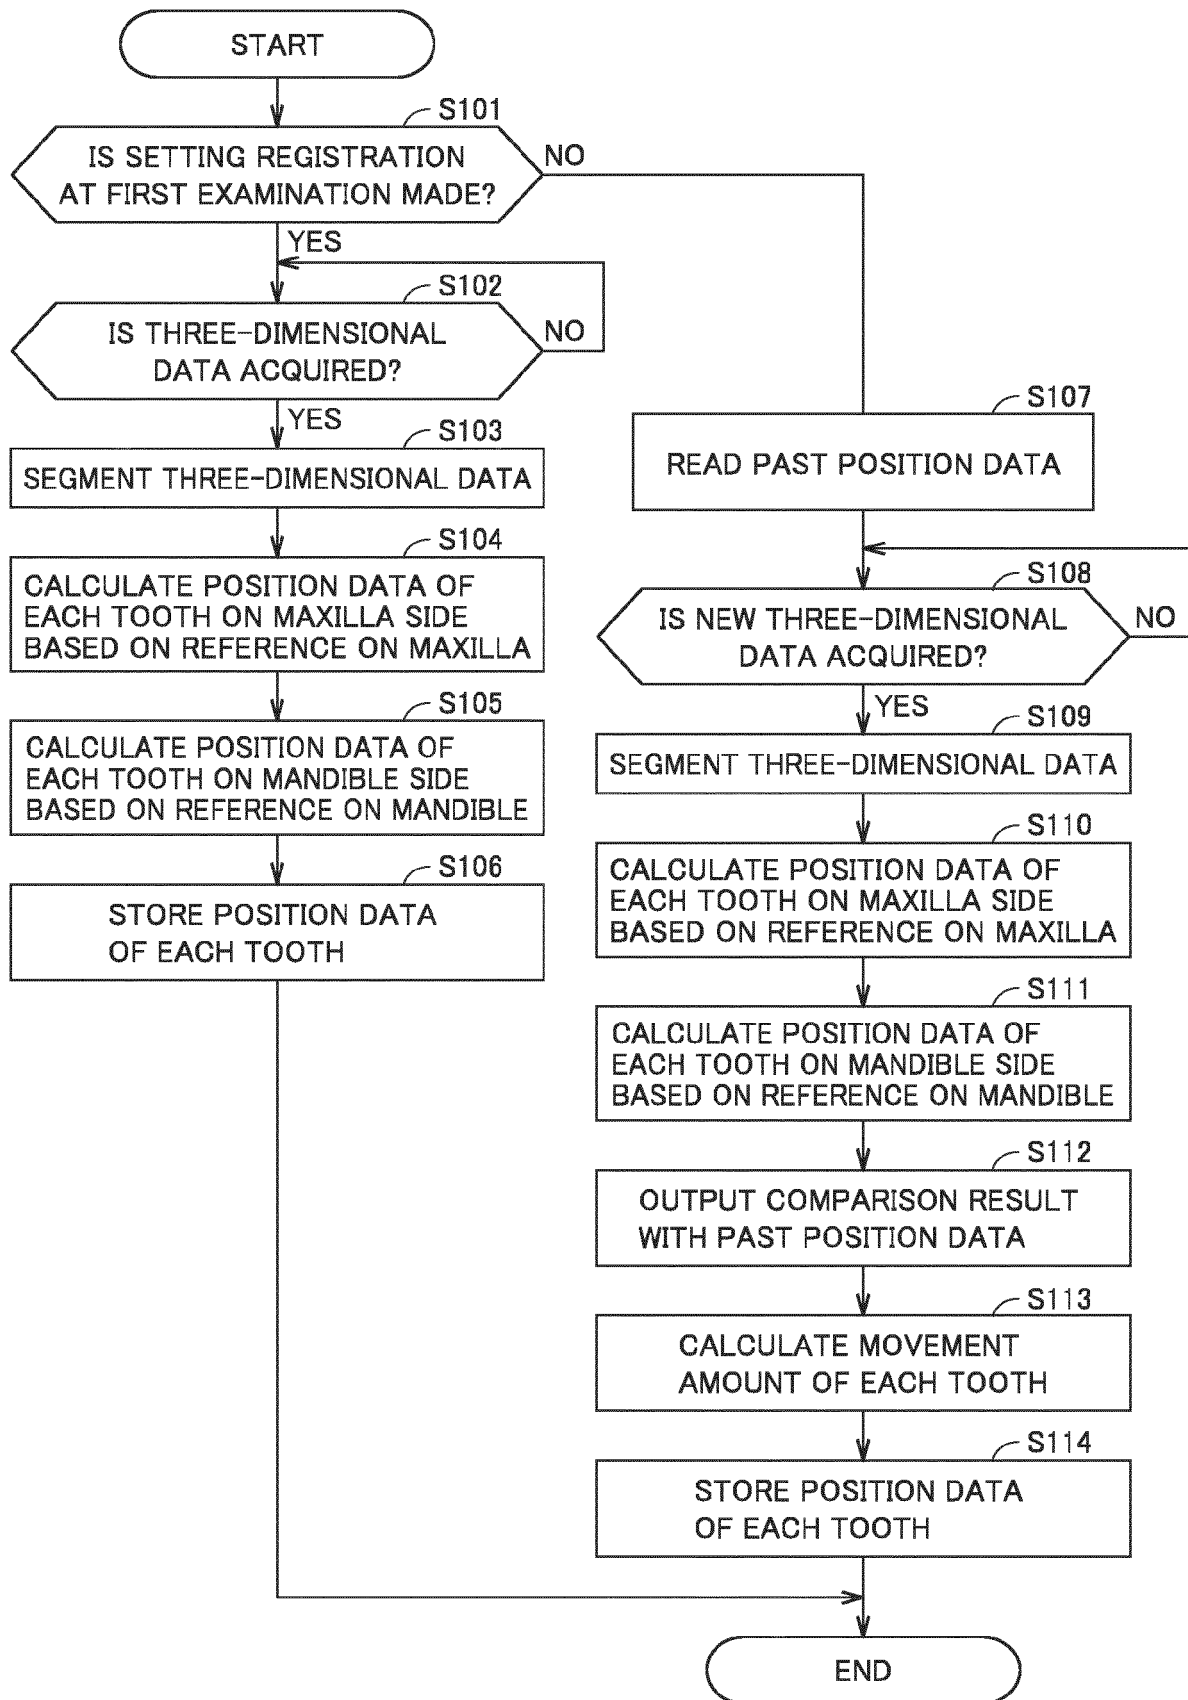 START
S101
IS SETTING REGISTRATION
AT FIRST EXAMINATION MADE?
NO
YES
S102
IS THREE-DIMENSIONAL
DATA ACQUIRED?
NO
YES
S103
SEGMENT THREE-DIMENSIONAL DATA
S104
CALCULATE POSITION DATA OF
EACH TOOTH ON MAXILLA SIDE
BASED ON REFERENCE ON MAXILLA
S105
CALCULATE POSITION DATA OF
EACH TOOTH ON MANDIBLE SIDE
BASED ON REFERENCE ON MANDIBLE
S106
STORE POSITION DATA
OF EACH TOOTH
S107
READ PAST POSITION DATA
S108
IS NEW THREE-DIMENSIONAL
DATA ACQUIRED?
NO
YES
S109
SEGMENT THREE-DIMENSIONAL DATA
S110
CALCULATE POSITION DATA OF
EACH TOOTH ON MAXILLA SIDE
BASED ON REFERENCE ON MAXILLA
S111
CALCULATE POSITION DATA OF
EACH TOOTH ON MANDIBLE SIDE
BASED ON REFERENCE ON MANDIBLE
S112
OUTPUT COMPARISON RESULT
WITH PAST POSITION DATA
S113
CALCULATE MOVEMENT
AMOUNT OF EACH TOOTH
S114
STORE POSITION DATA
OF EACH TOOTH
END